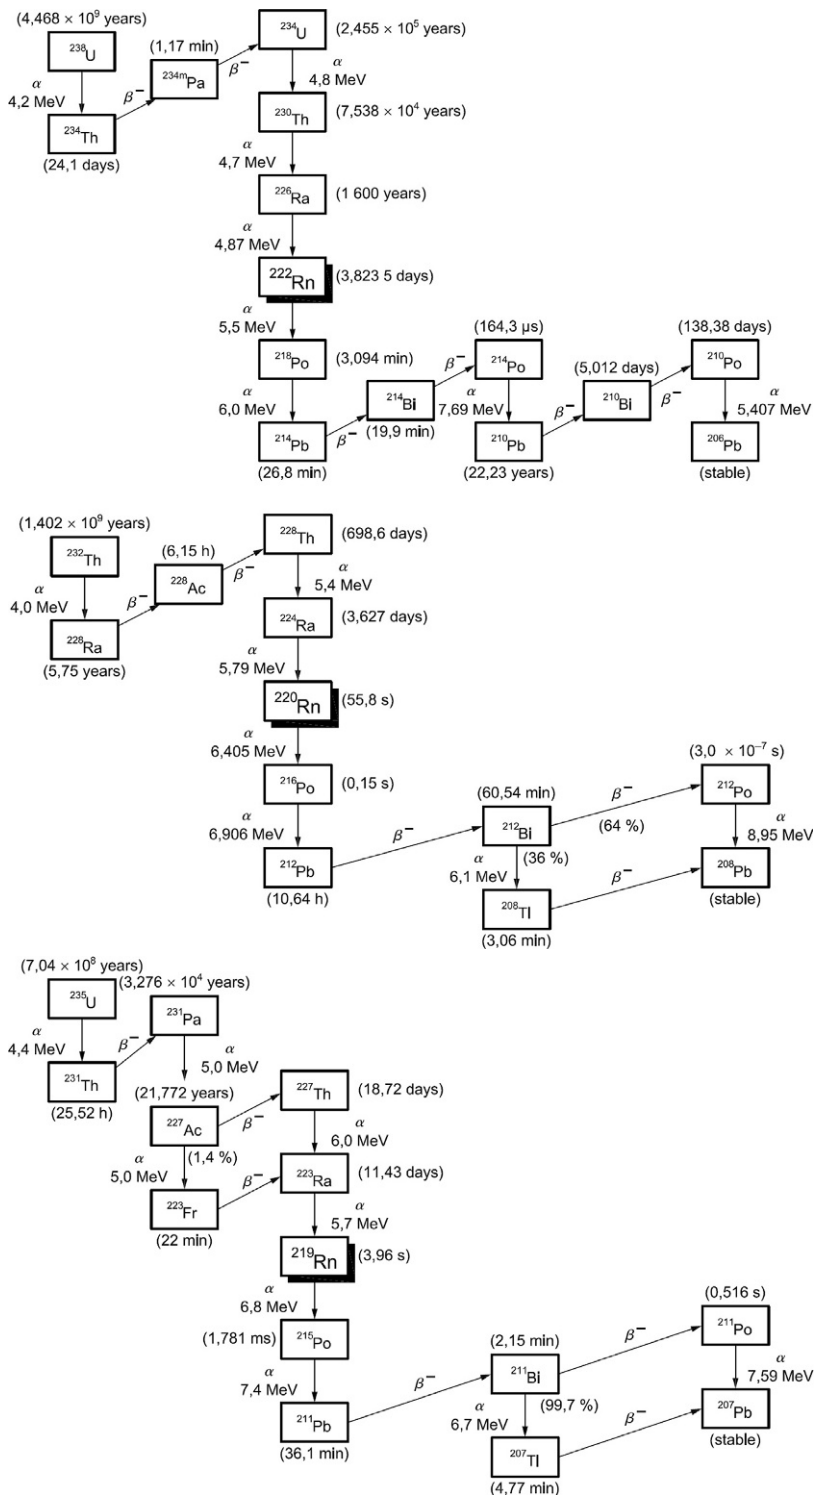 (4,468 × 10⁹ years)
²³⁸U
α
4,2 MeV
²³⁴Th
(24,1 days)
β⁻
(1,17 min)
²³⁴ᵐPa
β⁻
²³⁴U
(2,455 × 10⁵ years)
α
4,8 MeV
²³⁰Th
(7,538 × 10⁴ years)
α
4,7 MeV
²²⁶Ra
(1 600 years)
α
4,87 MeV
²²²Rn
(3,823 5 days)
α
5,5 MeV
²¹⁸Po
(3,094 min)
α
6,0 MeV
²¹⁴Pb
(26,8 min)
β⁻
²¹⁴Bi
(19,9 min)
β⁻
(164,3 µs)
²¹⁴Po
α
7,69 MeV
²¹⁰Pb
(22,23 years)
β⁻
(5,012 days)
²¹⁰Bi
β⁻
(138,38 days)
²¹⁰Po
α
5,407 MeV
²⁰⁶Pb
(stable)
(1,402 × 10⁹ years)
²³²Th
α
4,0 MeV
²²⁸Ra
(5,75 years)
β⁻
(6,15 h)
²²⁸Ac
β⁻
²²⁸Th
(698,6 days)
α
5,4 MeV
²²⁴Ra
(3,627 days)
α
5,79 MeV
²²⁰Rn
(55,8 s)
α
6,405 MeV
²¹⁶Po
(0,15 s)
α
6,906 MeV
²¹²Pb
(10,64 h)
β⁻
(60,54 min)
²¹²Bi
(36 %)
α
6,1 MeV
²⁰⁸Tl
(3,06 min)
β⁻
(64 %)
β⁻
(3,0 × 10⁻⁷ s)
²¹²Po
α
8,95 MeV
²⁰⁸Pb
(stable)
(7,04 × 10⁸ years)
²³⁵U
α
4,4 MeV
²³¹Th
(25,52 h)
β⁻
(3,276 × 10⁴ years)
²³¹Pa
α
5,0 MeV
(21,772 years)
²²⁷Ac
(1,4 %)
α
5,0 MeV
²²³Fr
(22 min)
β⁻
β⁻
²²⁷Th
(18,72 days)
α
6,0 MeV
²²³Ra
(11,43 days)
α
5,7 MeV
²¹⁹Rn
(3,96 s)
α
6,8 MeV
²¹⁵Po
(1,781 ms)
α
7,4 MeV
²¹¹Pb
(36,1 min)
β⁻
(2,15 min)
²¹¹Bi
(99,7 %)
α
6,7 MeV
²⁰⁷Tl
(4,77 min)
β⁻
β⁻
(0,516 s)
²¹¹Po
α
7,59 MeV
²⁰⁷Pb
(stable)